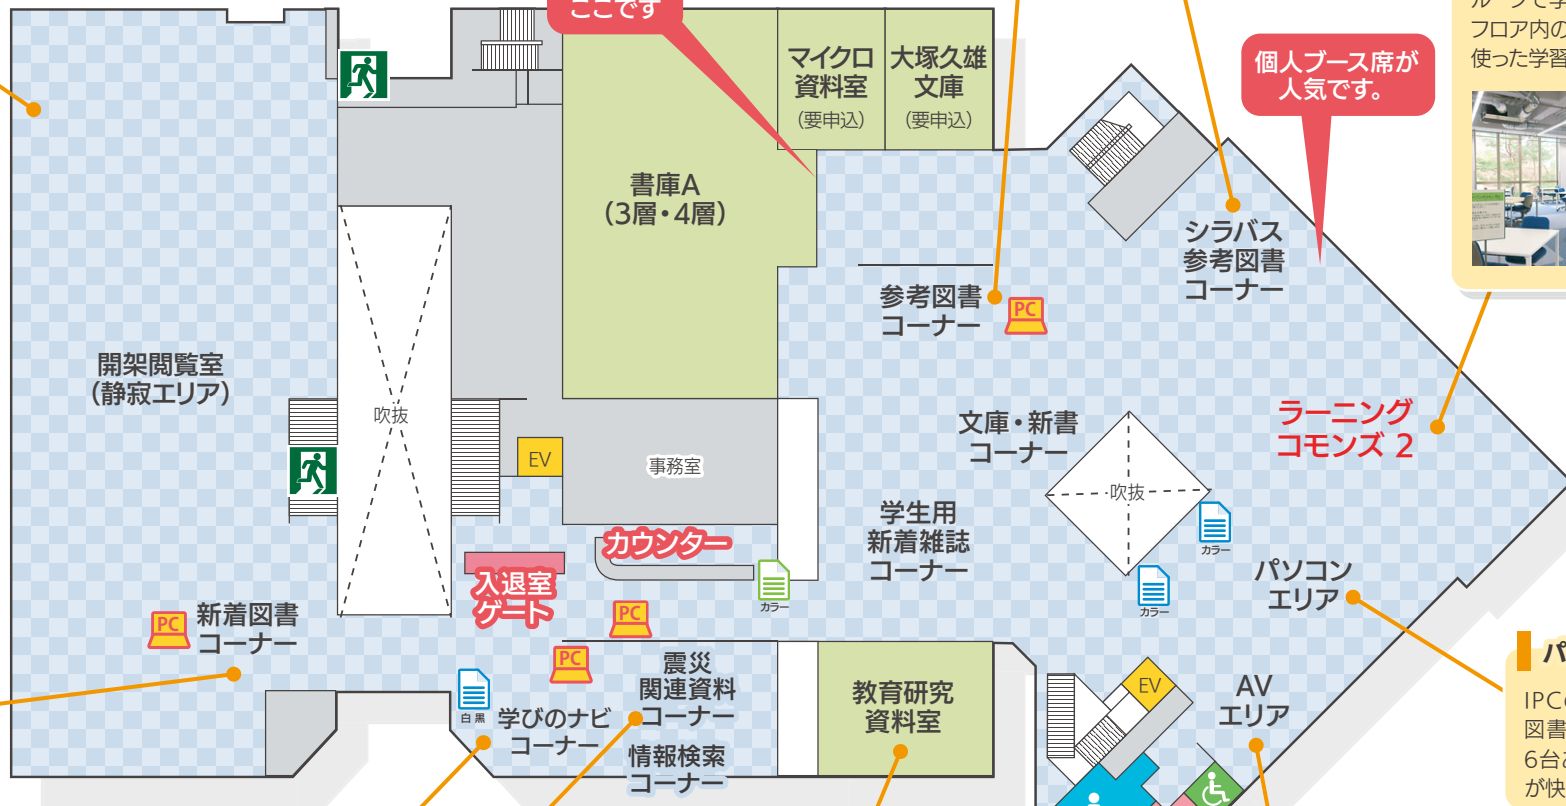 ここです
マイクロ
資料室
(要申込)
大塚久雄
文庫
(要申込)
個人ブース席が
人気です。
フロア内の
使った学習
書庫A
(3層・4層)
シラバス
参考図書
コーナー
参考図書
コーナー
PC
開架閲覧室
(静寂エリア)
吹抜
EV
事務室
文庫・新書
コーナー
吹抜
ラーニング
コモンズ 2
学生用
新着雑誌
コーナー
カラー
カウンター
入退室
ゲート
カラー
カラー
パソコン
エリア
PC
新着図書
コーナー
PC
PC
白黒
学びのナビ
コーナー
震災
関連資料
コーナー
情報検索
コーナー
教育研究
資料室
EV
AV
エリア
パ
IPC
図書
6台
が快